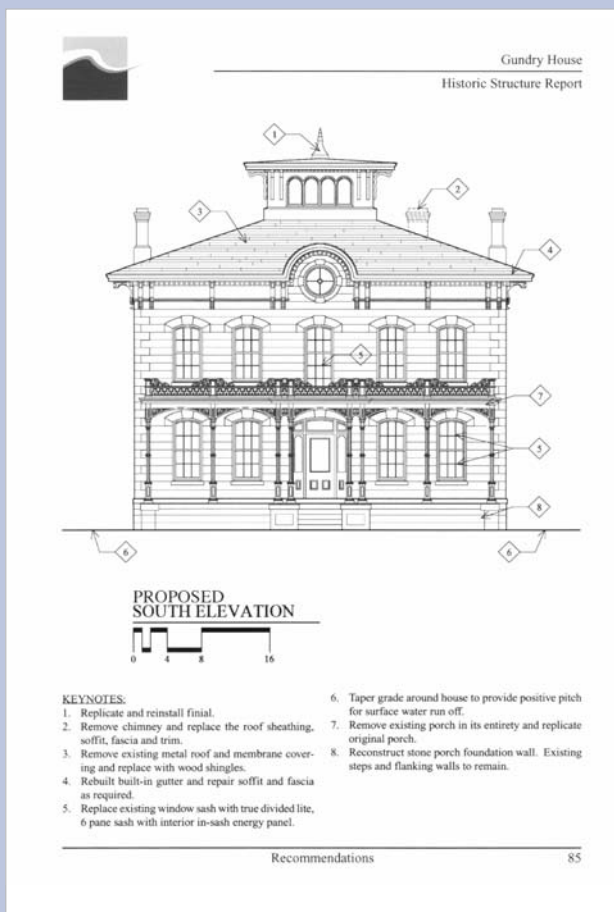 Gundry House
Historic Structure Report
1
2
3
4
5
7
5
8
6
6
PROPOSED
SOUTH ELEVATION
0 4 8 16
KEYNOTES:
1. Replicate and reinstall finial.
2. Remove chimney and replace the roof sheathing,
soffit, fascia and trim.
3. Remove existing metal roof and membrane cover-
ing and replace with wood shingles.
4. Rebuilt built-in gutter and repair soffit and fascia
as required.
5. Replace existing window sash with true divided lite,
6 pane sash with interior in-sash energy panel.
6. Taper grade around house to provide positive pitch
for surface water run off.
7. Remove existing porch in its entirety and replicate
original porch.
8. Reconstruct stone porch foundation wall. Existing
steps and flanking walls to remain.
Recommendations 85